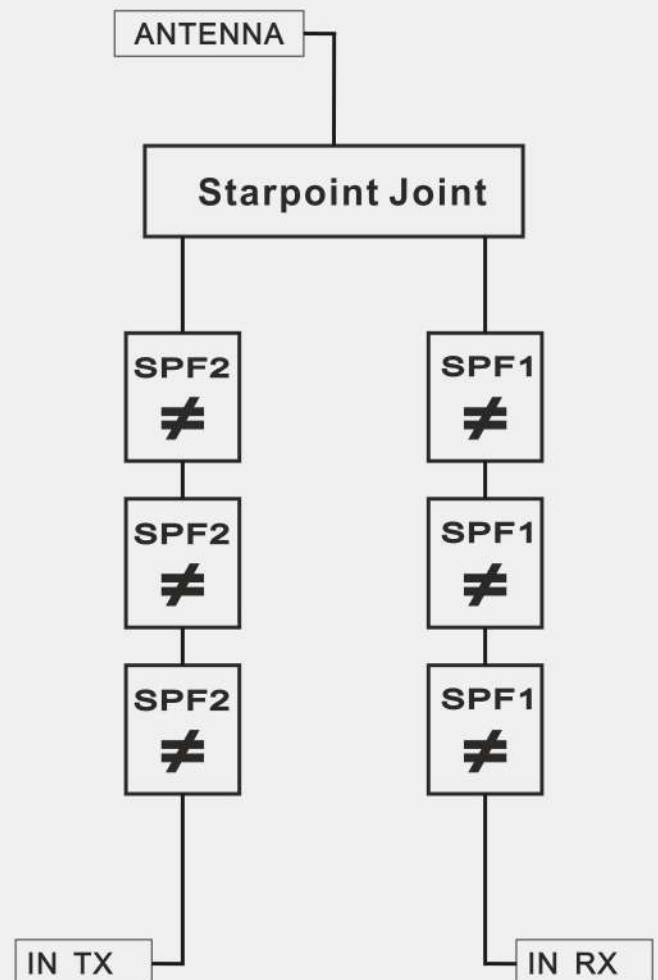 ANTENNA
Starpoint Joint
SPF2
≠
SPF1
≠
SPF2
≠
SPF1
≠
SPF2
≠
SPF1
≠
IN TX
IN RX